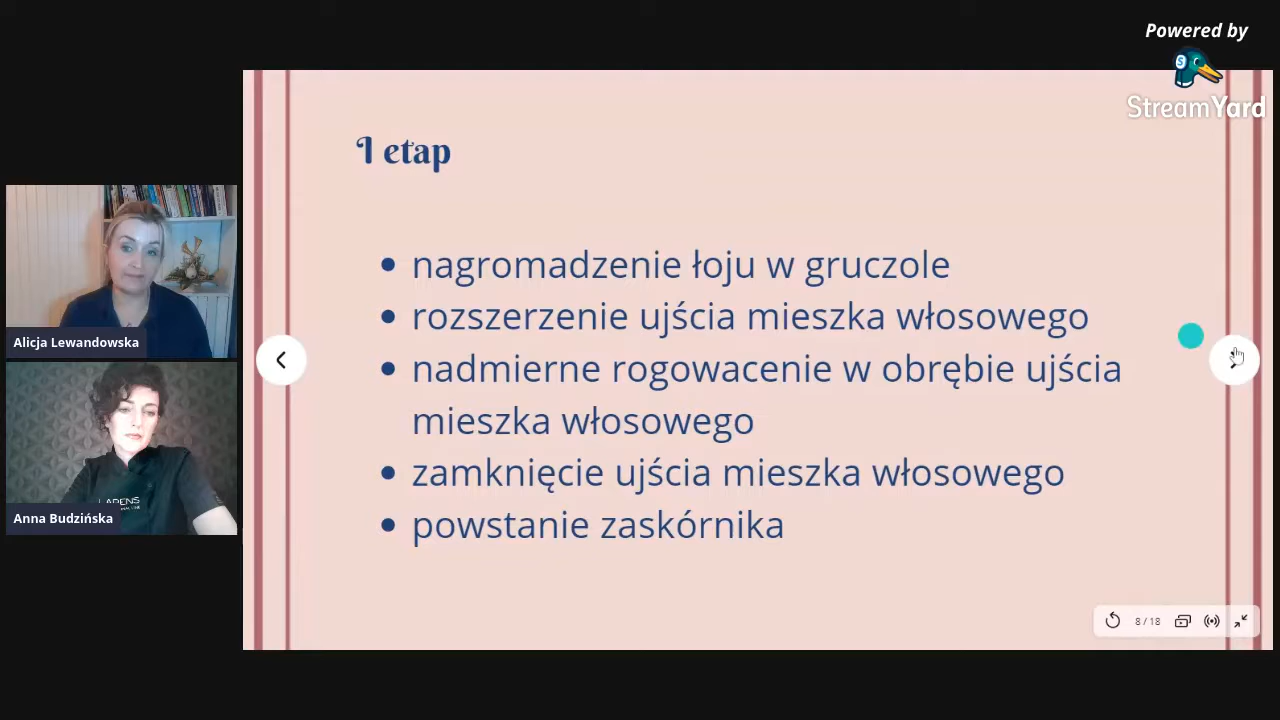 Powered by
StreamYard
I etap
nagromadzenie łoju w gruczole
rozszerzenie ujścia mieszka włosowego
nadmierne rogowacenie w obrębie ujścia
mieszka włosowego
zamknięcie ujścia mieszka włosowego
powstanie zaskórnika
Alicja Lewandowska
Anna Budzińska
8 / 18